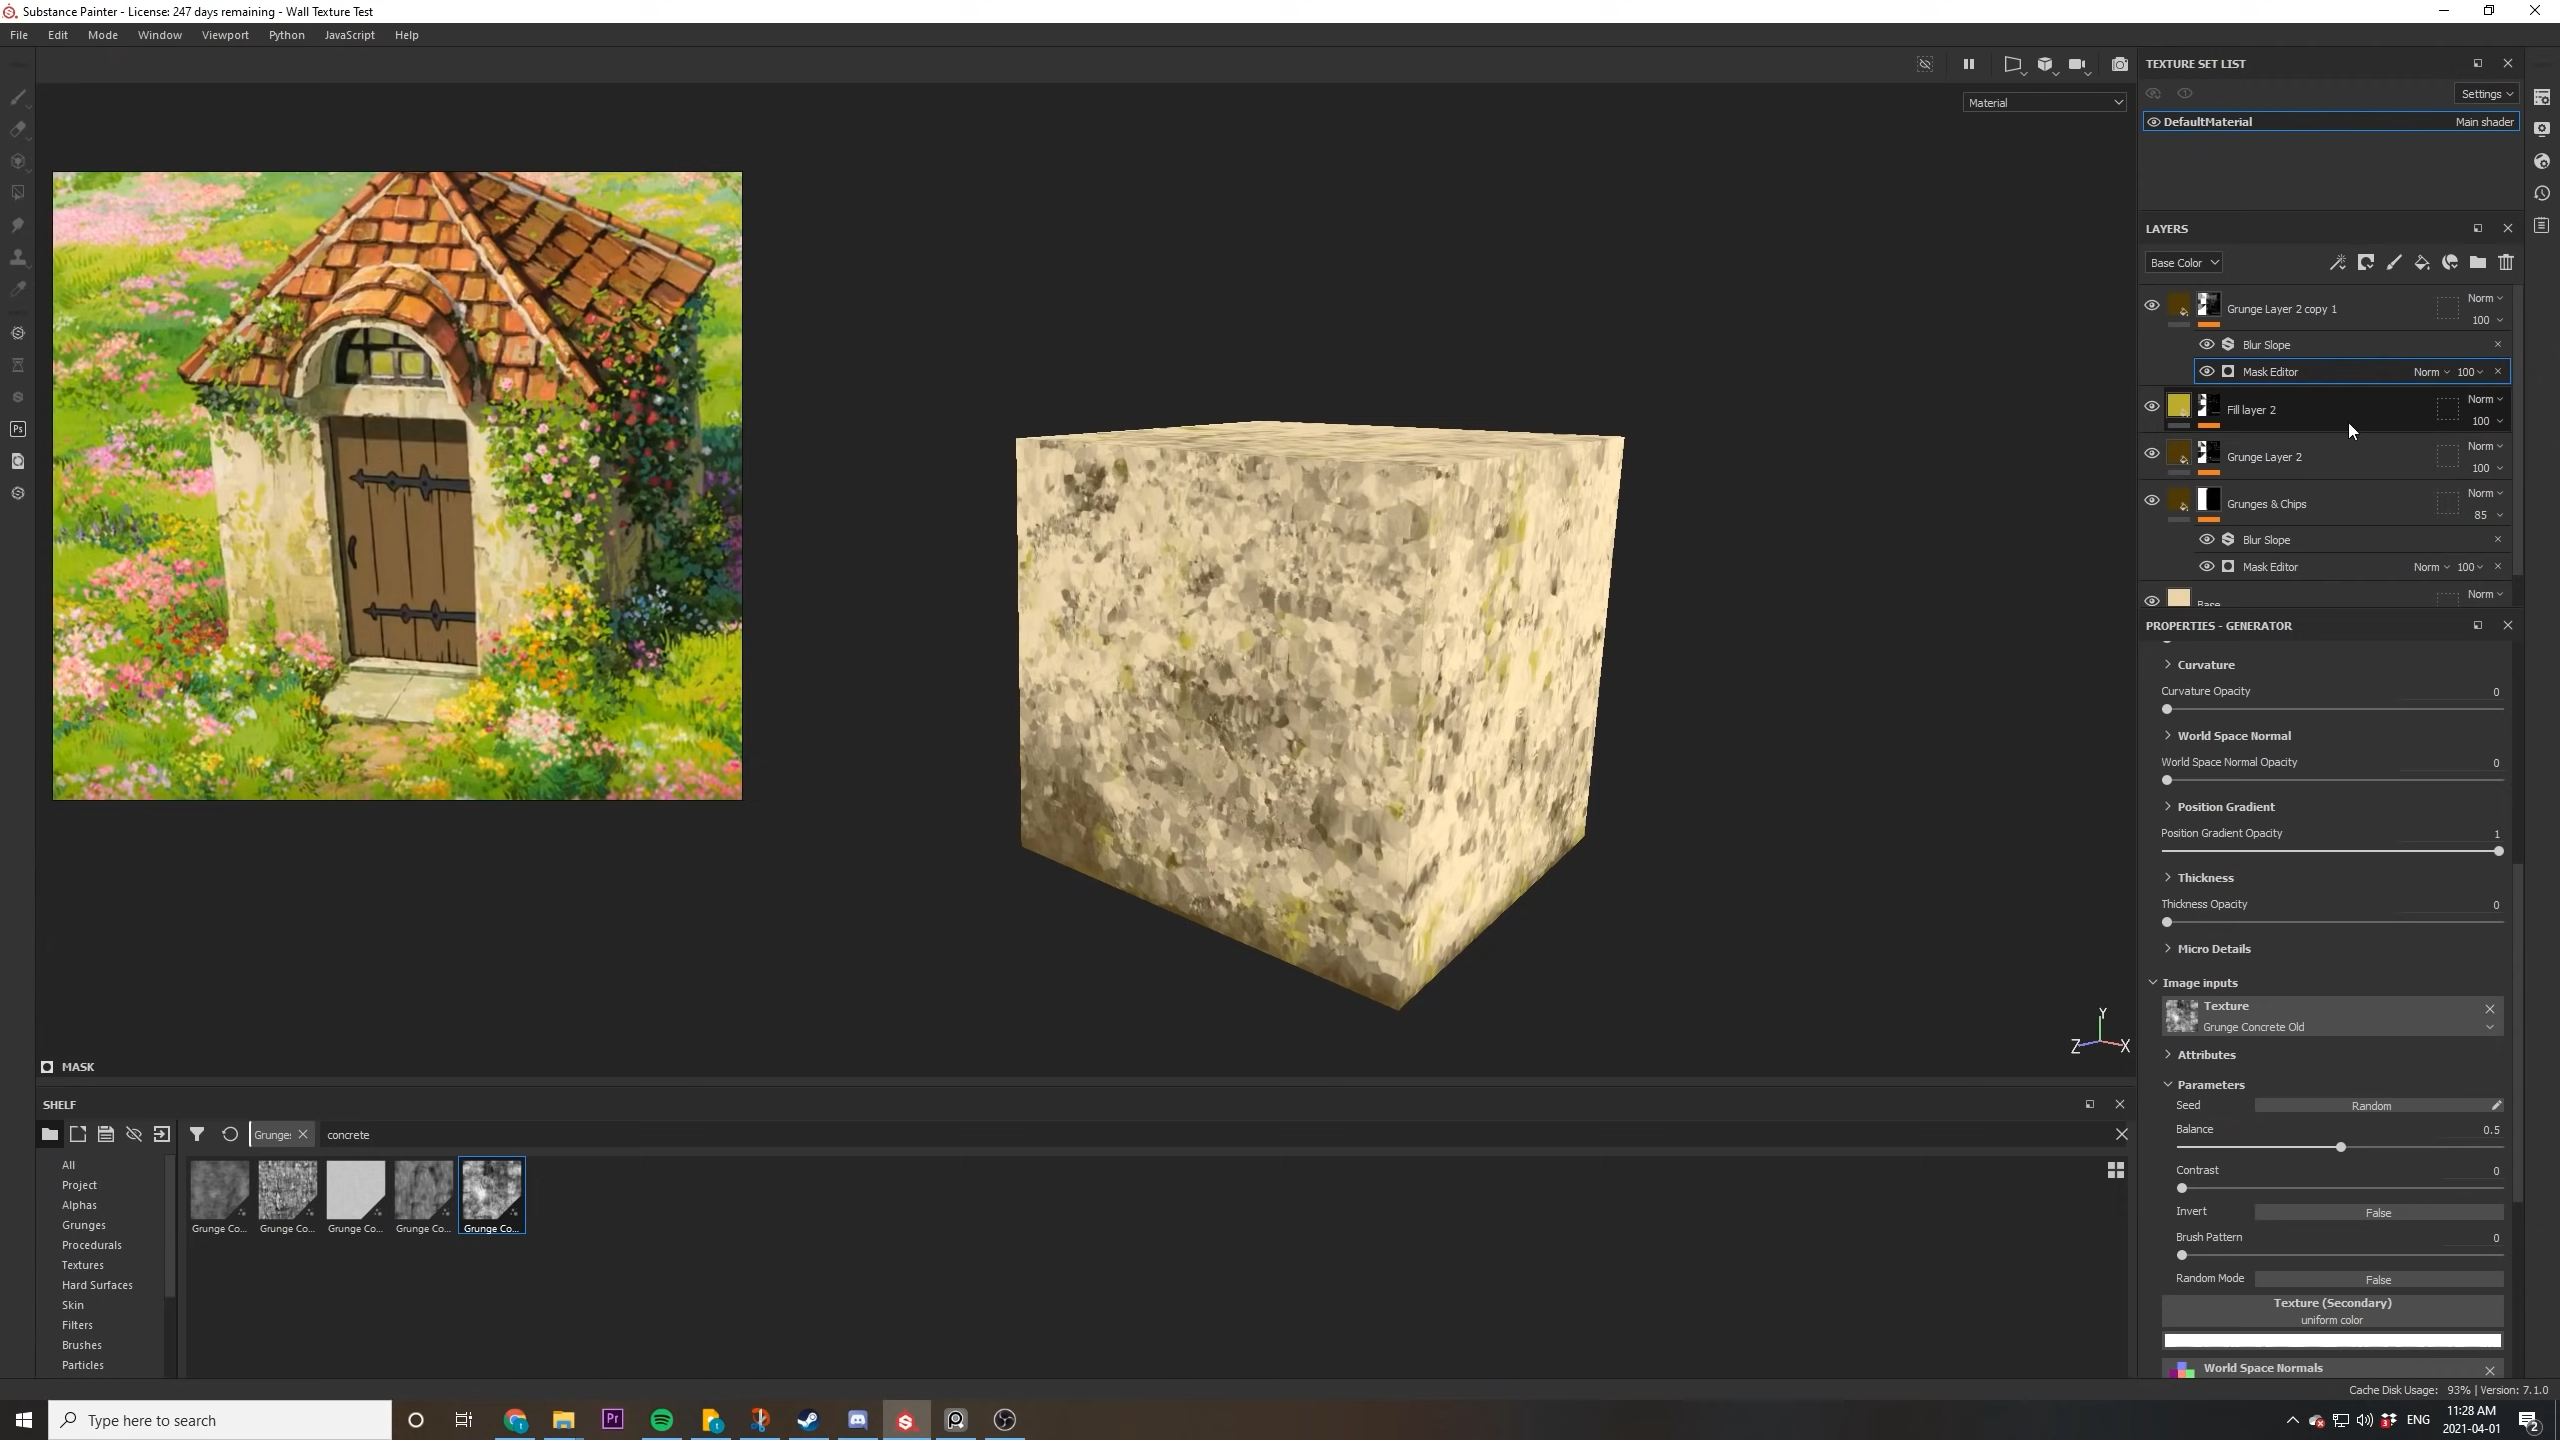 Substance Painter - License: 247 days remaining - Wall Texture Test
File Edit Mode Window Viewport Python JavaScript Help
Material
TEXTURE SET LIST
Settings
DefaultMaterial Main shader
LAYERS
Base Color
Grunge Layer 2 copy 1 Norm 100
Blur Slope
Mask Editor Norm 100
Fill layer 2 Norm 100
Grunge Layer 2 Norm 100
Grunges & Chips Norm 85
Blur Slope
Mask Editor Norm 100
Base Norm
PROPERTIES - GENERATOR
Curvature
Curvature Opacity 0
World Space Normal
World Space Normal Opacity 0
Position Gradient
Position Gradient Opacity 1
Thickness
Thickness Opacity 0
Micro Details
Image inputs
Texture
Grunge Concrete Old
Attributes
Parameters
Seed Random
Balance 0.5
Contrast 0
Invert False
Brush Pattern 0
Random Mode False
Texture (Secondary)
uniform color
World Space Normals
Y
Z X
MASK
SHELF
Grunge: concrete
All
Project
Alphas
Grunges
Procedurals
Textures
Hard Surfaces
Skin
Filters
Brushes
Particles
Grunge Co... Grunge Co... Grunge Co... Grunge Co... Grunge Co...
Cache Disk Usage: 93% | Version: 7.1.0
Type here to search
Ps
Pr
ENG
11:28 AM
2021-04-01
2